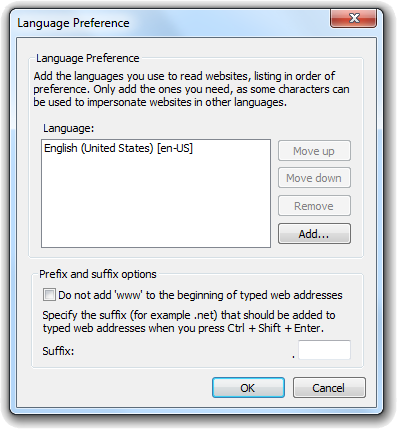 Language Preference
Language Preference
Add the languages you use to read websites, listing in order of
preference. Only add the ones you need, as some characters can
be used to impersonate websites in other languages.
Language:
English (United States) [en-US]
Move up
Move down
Remove
Add...
Prefix and suffix options
Do not add 'www' to the beginning of typed web addresses
Specify the suffix (for example .net) that should be added to
typed web addresses when you press Ctrl + Shift + Enter.
Suffix: .
OK Cancel